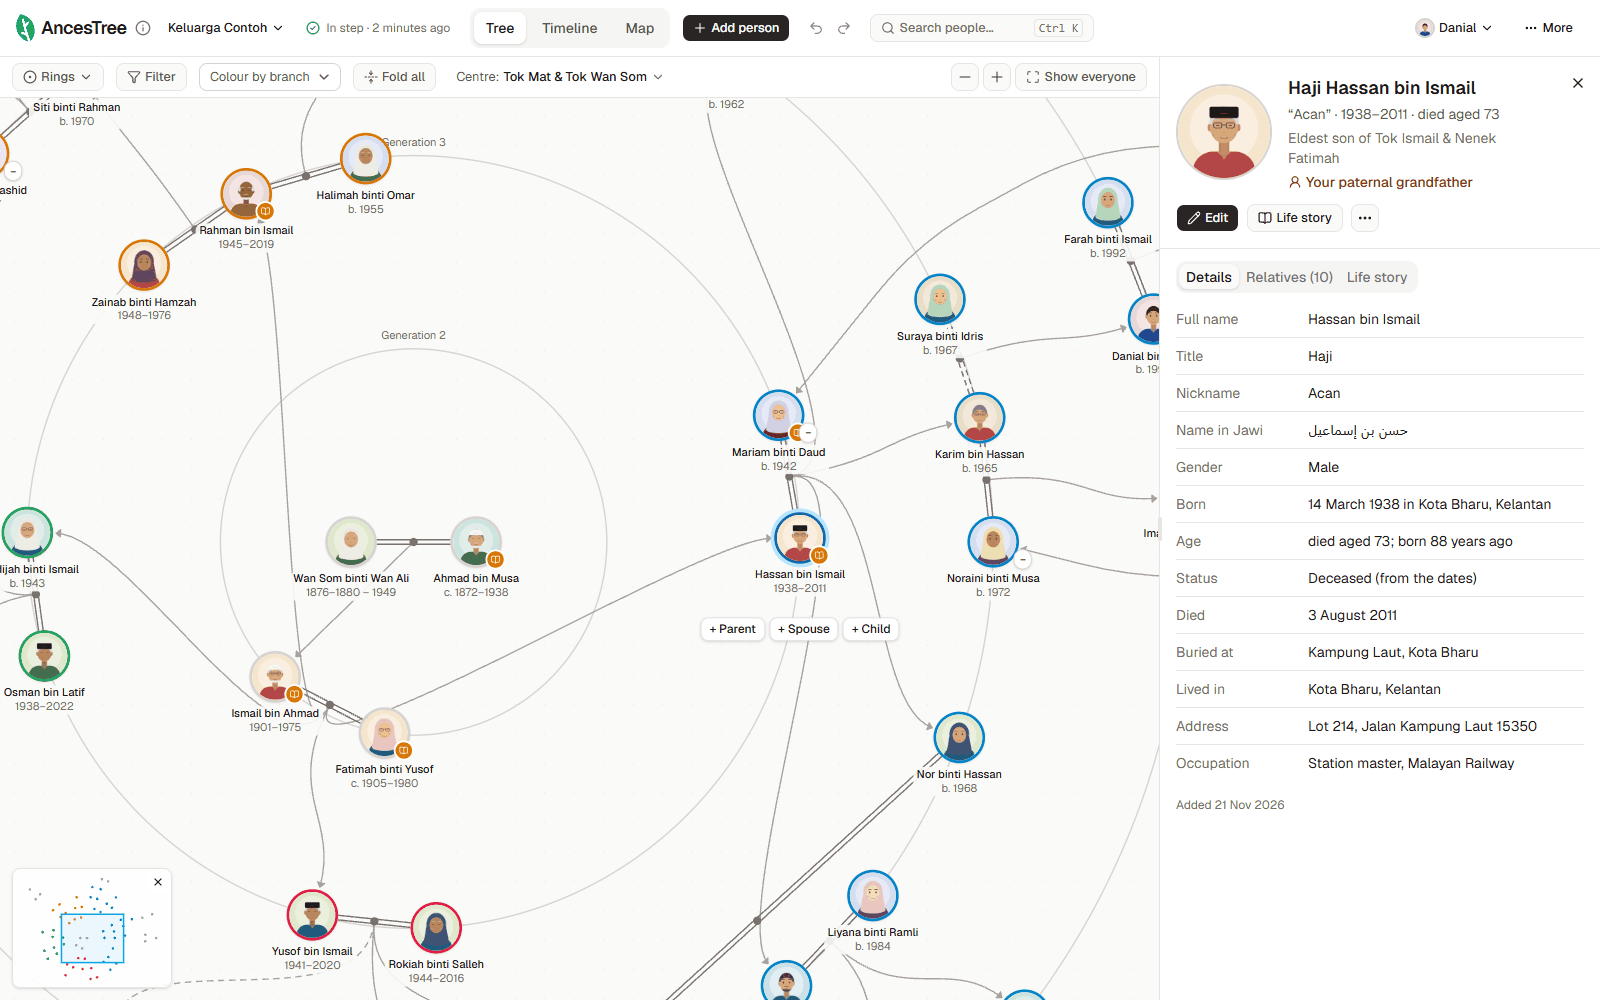 AncesTree
Keluarga Contoh
In step · 2 minutes ago
Tree
Timeline
Map
Add person
Search people...
Ctrl K
Danial
More
Rings
Filter
Colour by branch
Fold all
Centre: Tok Mat & Tok Wan Som
Show everyone
Siti binti Rahman
b. 1970
b. 1962
Generation 3
Halimah binti Omar
b. 1955
ashid
Rahman bin Ismail
1945–2019
Zainab binti Hamzah
1948–1976
Farah binti Ismail
b. 1992
Generation 2
Suraya binti Idris
b. 1967
Danial bin
b. 199
Mariam binti Daud
b. 1942
Karim bin Hassan
b. 1965
Ima
lijah binti Ismail
b. 1943
Wan Som binti Wan Ali
1876–1880 – 1949
Ahmad bin Musa
c. 1872–1938
Hassan bin Ismail
1938–2011
Noraini binti Musa
b. 1972
+ Parent
+ Spouse
+ Child
Osman bin Latif
1938–2022
Ismail bin Ahmad
1901–1975
Fatimah binti Yusof
c. 1905–1980
Nor binti Hassan
b. 1968
Yusof bin Ismail
1941–2020
Rokiah binti Salleh
1944–2016
Liyana binti Ramli
b. 1984
Haji Hassan bin Ismail
“Acan” · 1938–2011 · died aged 73
Eldest son of Tok Ismail & Nenek
Fatimah
Your paternal grandfather
Edit
Life story
Details
Relatives (10)
Life story
Full name Hassan bin Ismail
Title Haji
Nickname Acan
Name in Jawi حسن بن إسماعيل
Gender Male
Born 14 March 1938 in Kota Bharu, Kelantan
Age died aged 73; born 88 years ago
Status Deceased (from the dates)
Died 3 August 2011
Buried at Kampung Laut, Kota Bharu
Lived in Kota Bharu, Kelantan
Address Lot 214, Jalan Kampung Laut 15350
Occupation Station master, Malayan Railway
Added 21 Nov 2026